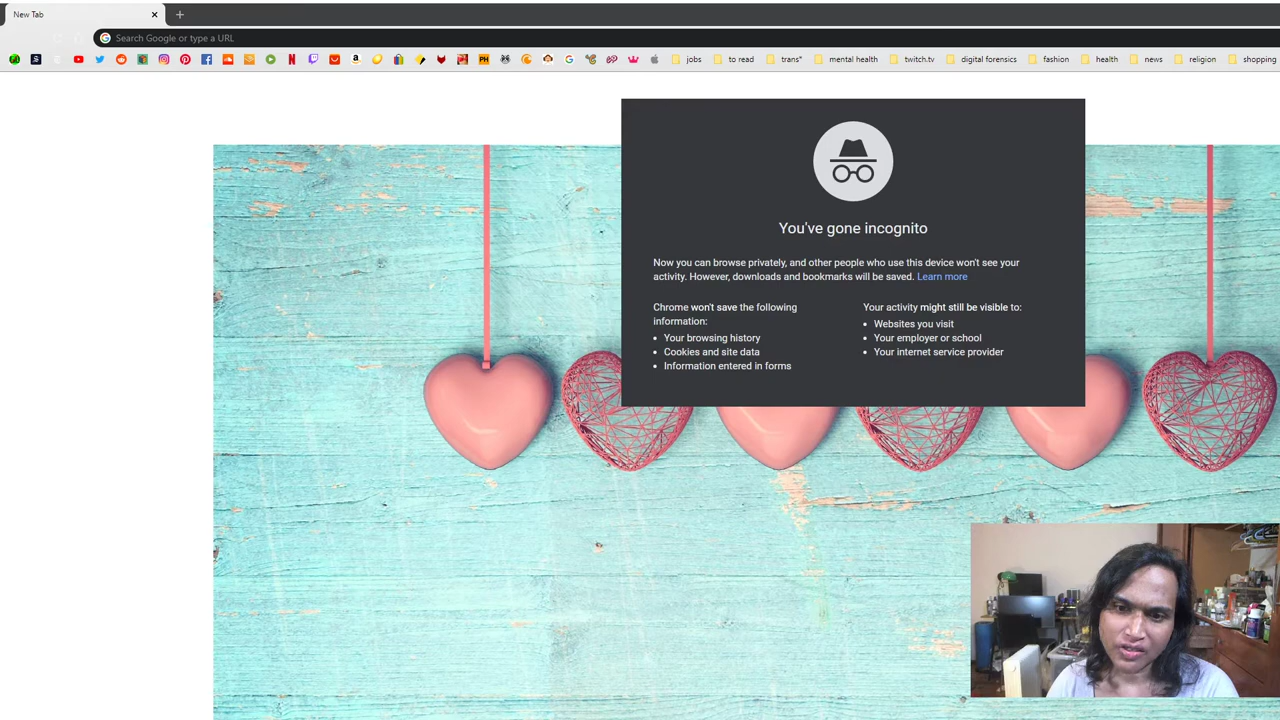 New Tab
Search Google or type a URL
PH jobs to read trans* mental health twitch.tv digital forensics fashion health news religion shopping
You've gone incognito
Now you can browse privately, and other people who use this device won't see your
activity. However, downloads and bookmarks will be saved. Learn more
Chrome won't save the following
information:
• Your browsing history
• Cookies and site data
• Information entered in forms
Your activity might still be visible to:
• Websites you visit
• Your employer or school
• Your internet service provider